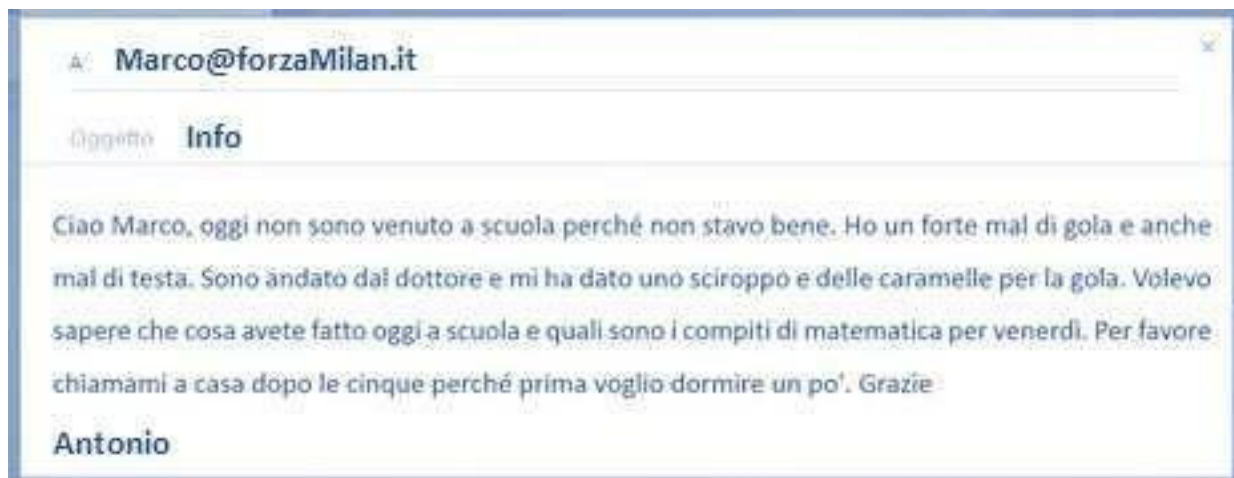 A: Marco@forzaMilan.it
Oggetto Info
Ciao Marco, oggi non sono venuto a scuola perché non stavo bene. Ho un forte mal di gola e anche
mal di testa. Sono andato dal dottore e mi ha dato uno sciroppo e delle caramelle per la gola. Volevo
sapere che cosa avete fatto oggi a scuola e quali sono i compiti di matematica per venerdì. Per favore
chiamami a casa dopo le cinque perché prima voglio dormire un po'. Grazie
Antonio